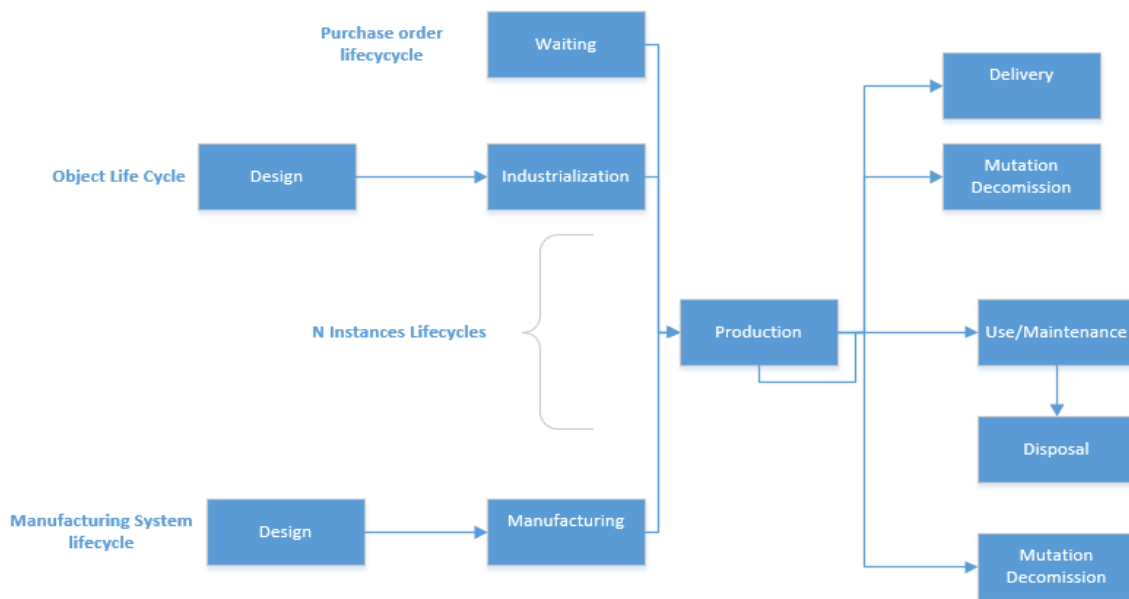 Purchase order
lifecycycle
Waiting
Delivery
Object Life Cycle
Design
Industrialization
Mutation
Decomission
N Instances Lifecycles
Production
Use/Maintenance
Disposal
Manufacturing System
lifecycle
Design
Manufacturing
Mutation
Decomission